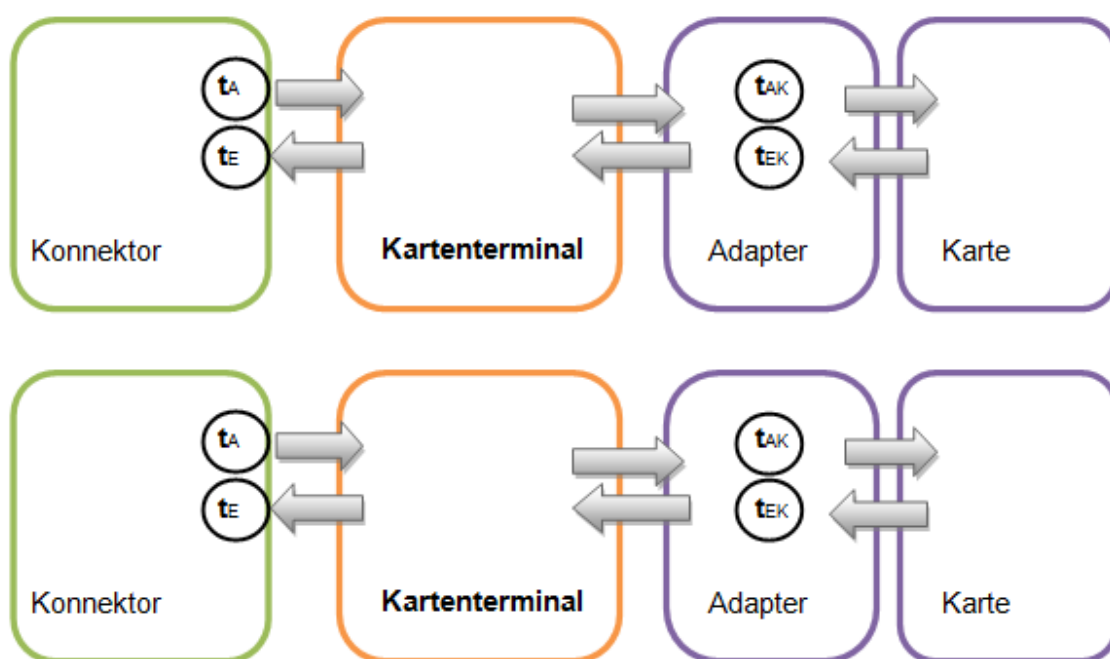 tA
tAK
tE
tEK
Konnektor
Kartenterminal
Adapter
Karte
tA
tAK
tE
tEK
Konnektor
Kartenterminal
Adapter
Karte